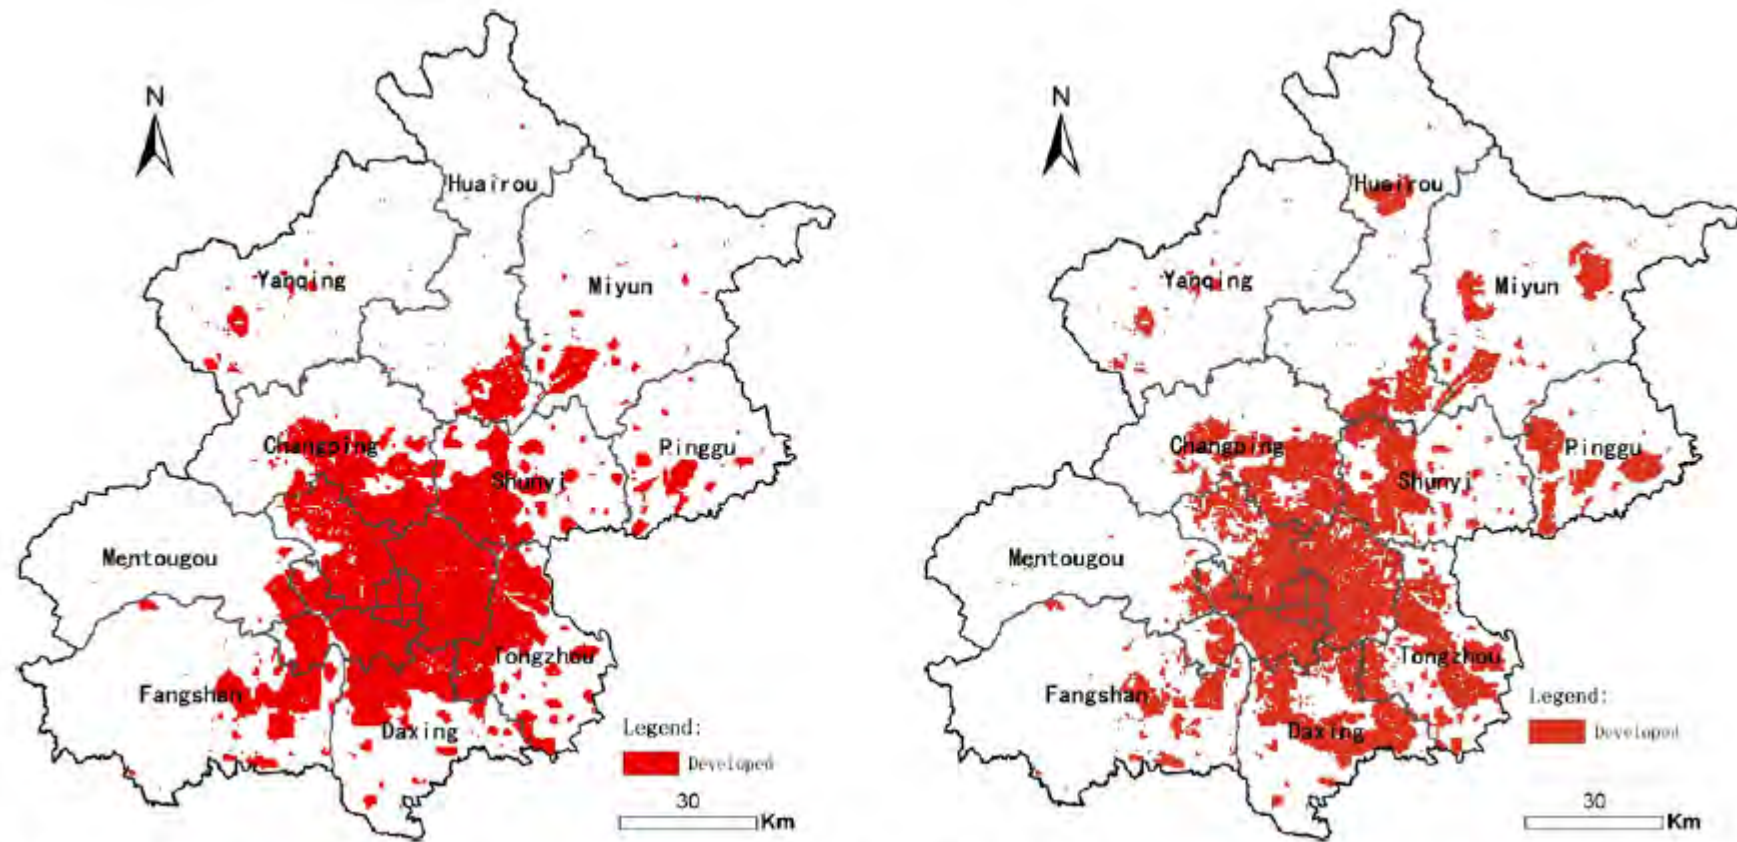 N
Huairou
Yanqing
Miyun
Changping
Pinggu
Shunyi
Mentougou
Tongzhou
Fangshan
Daxing
Legend:
Developed
30
Km
N
Huairou
Yanqing
Miyun
Changping
Pinggu
Shunyi
Mentougou
Tongzhou
Fangshan
Daxing
Legend:
Developed
30
Km